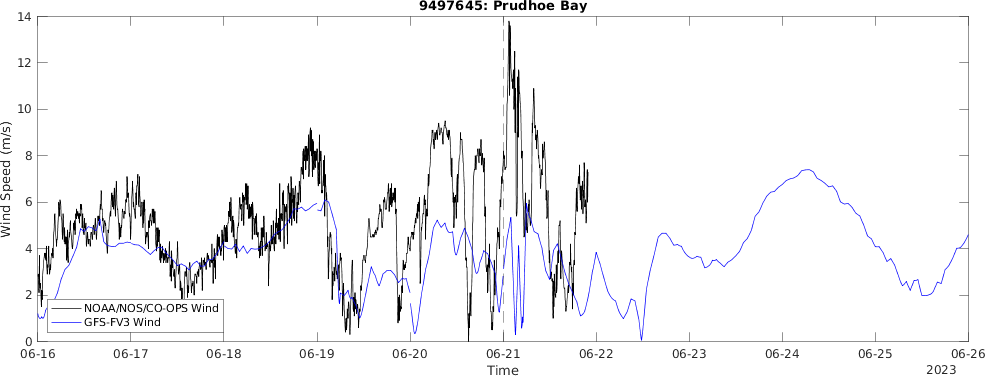 9497645: Prudhoe Bay
Wind Speed (m/s)
14
12
10
8
6
4
2
0
NOAA/NOS/CO-OPS Wind
GFS-FV3 Wind
06-16 06-17 06-18 06-19 06-20 06-21 06-22 06-23 06-24 06-25 06-26
Time
2023